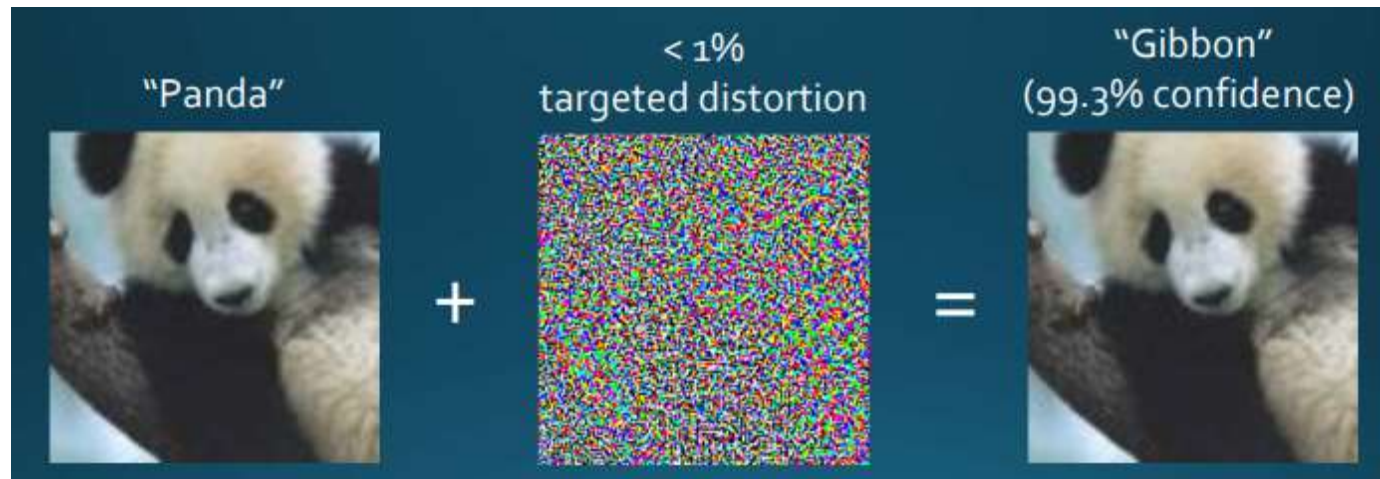 “Panda”
+
< 1%
targeted distortion
=
“Gibbon”
(99.3% confidence)